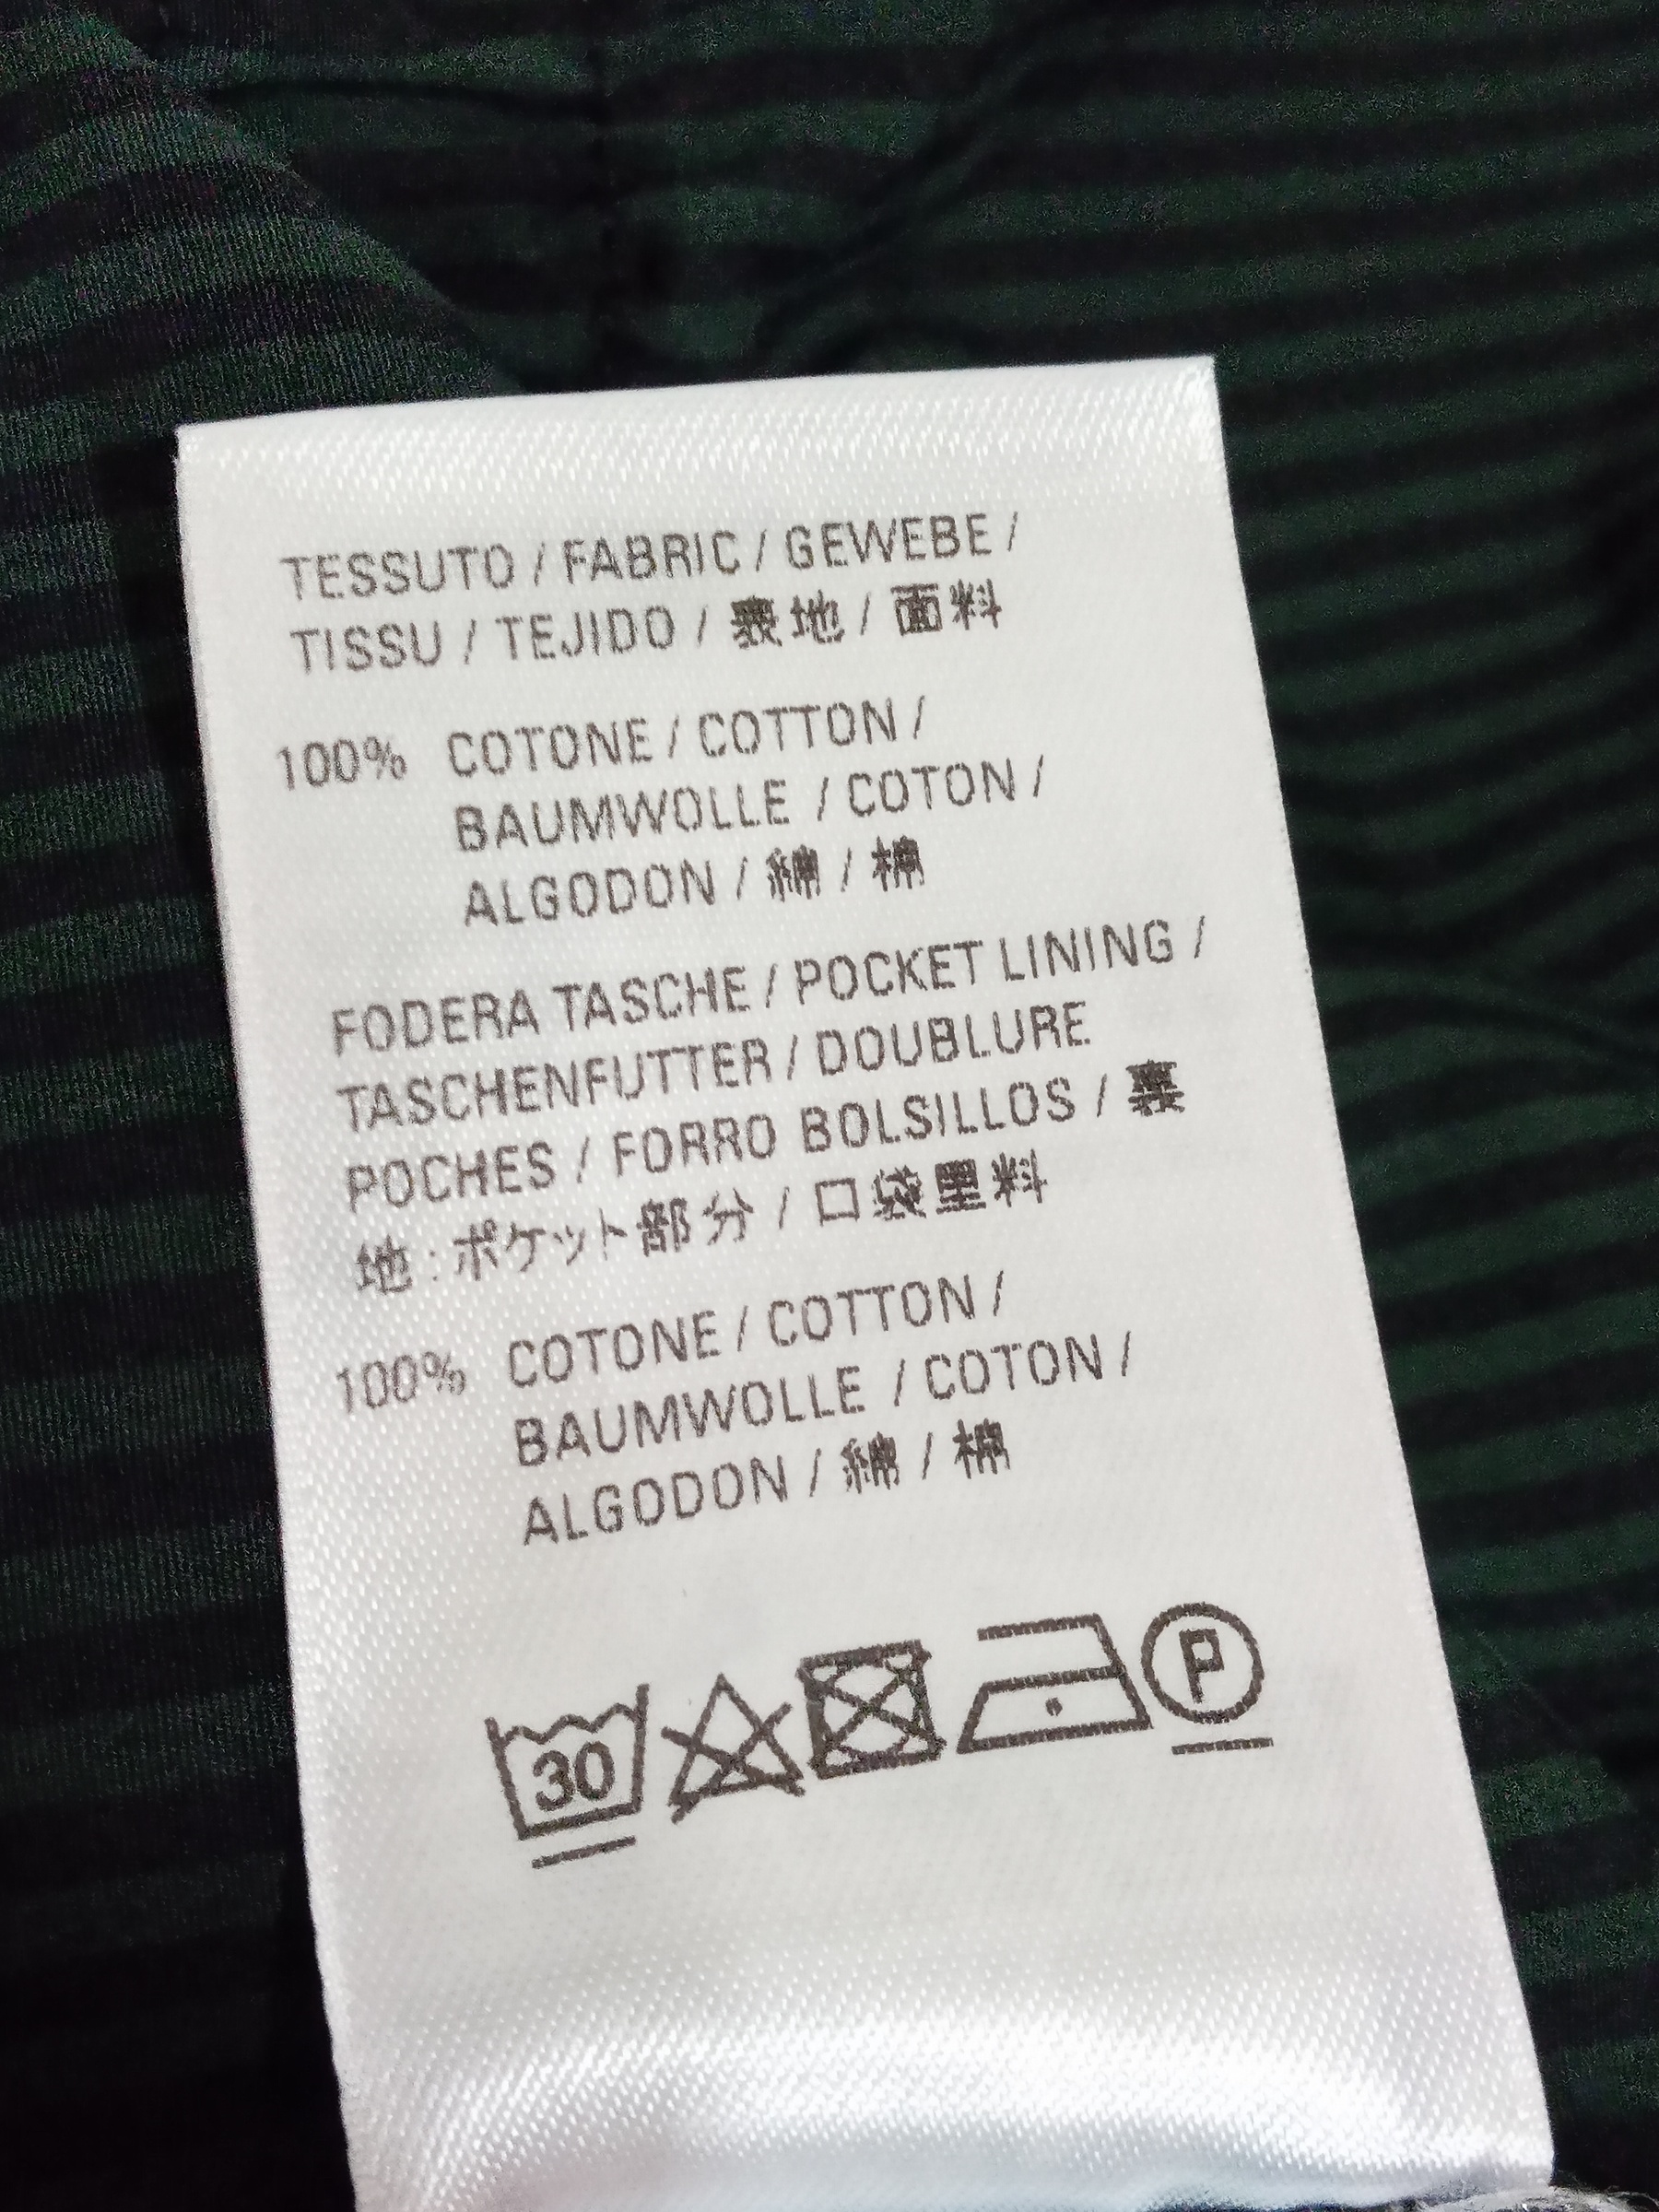 TESSUTO / FABRIC / GEWEBE /
TISSU / TEJIDO / 表地 / 面料
100% COTONE / COTTON /
BAUMWOLLE / COTON /
ALGODON / 綿 / 棉
FODERA TASCHE / POCKET LINING /
TASCHENFUTTER / DOUBLURE
POCHES / FORRO BOLSILLOS / 裏
地 : ポケット部分 / 口袋里料
100% COTONE / COTTON /
BAUMWOLLE / COTON /
ALGODON / 綿 / 棉
30 P